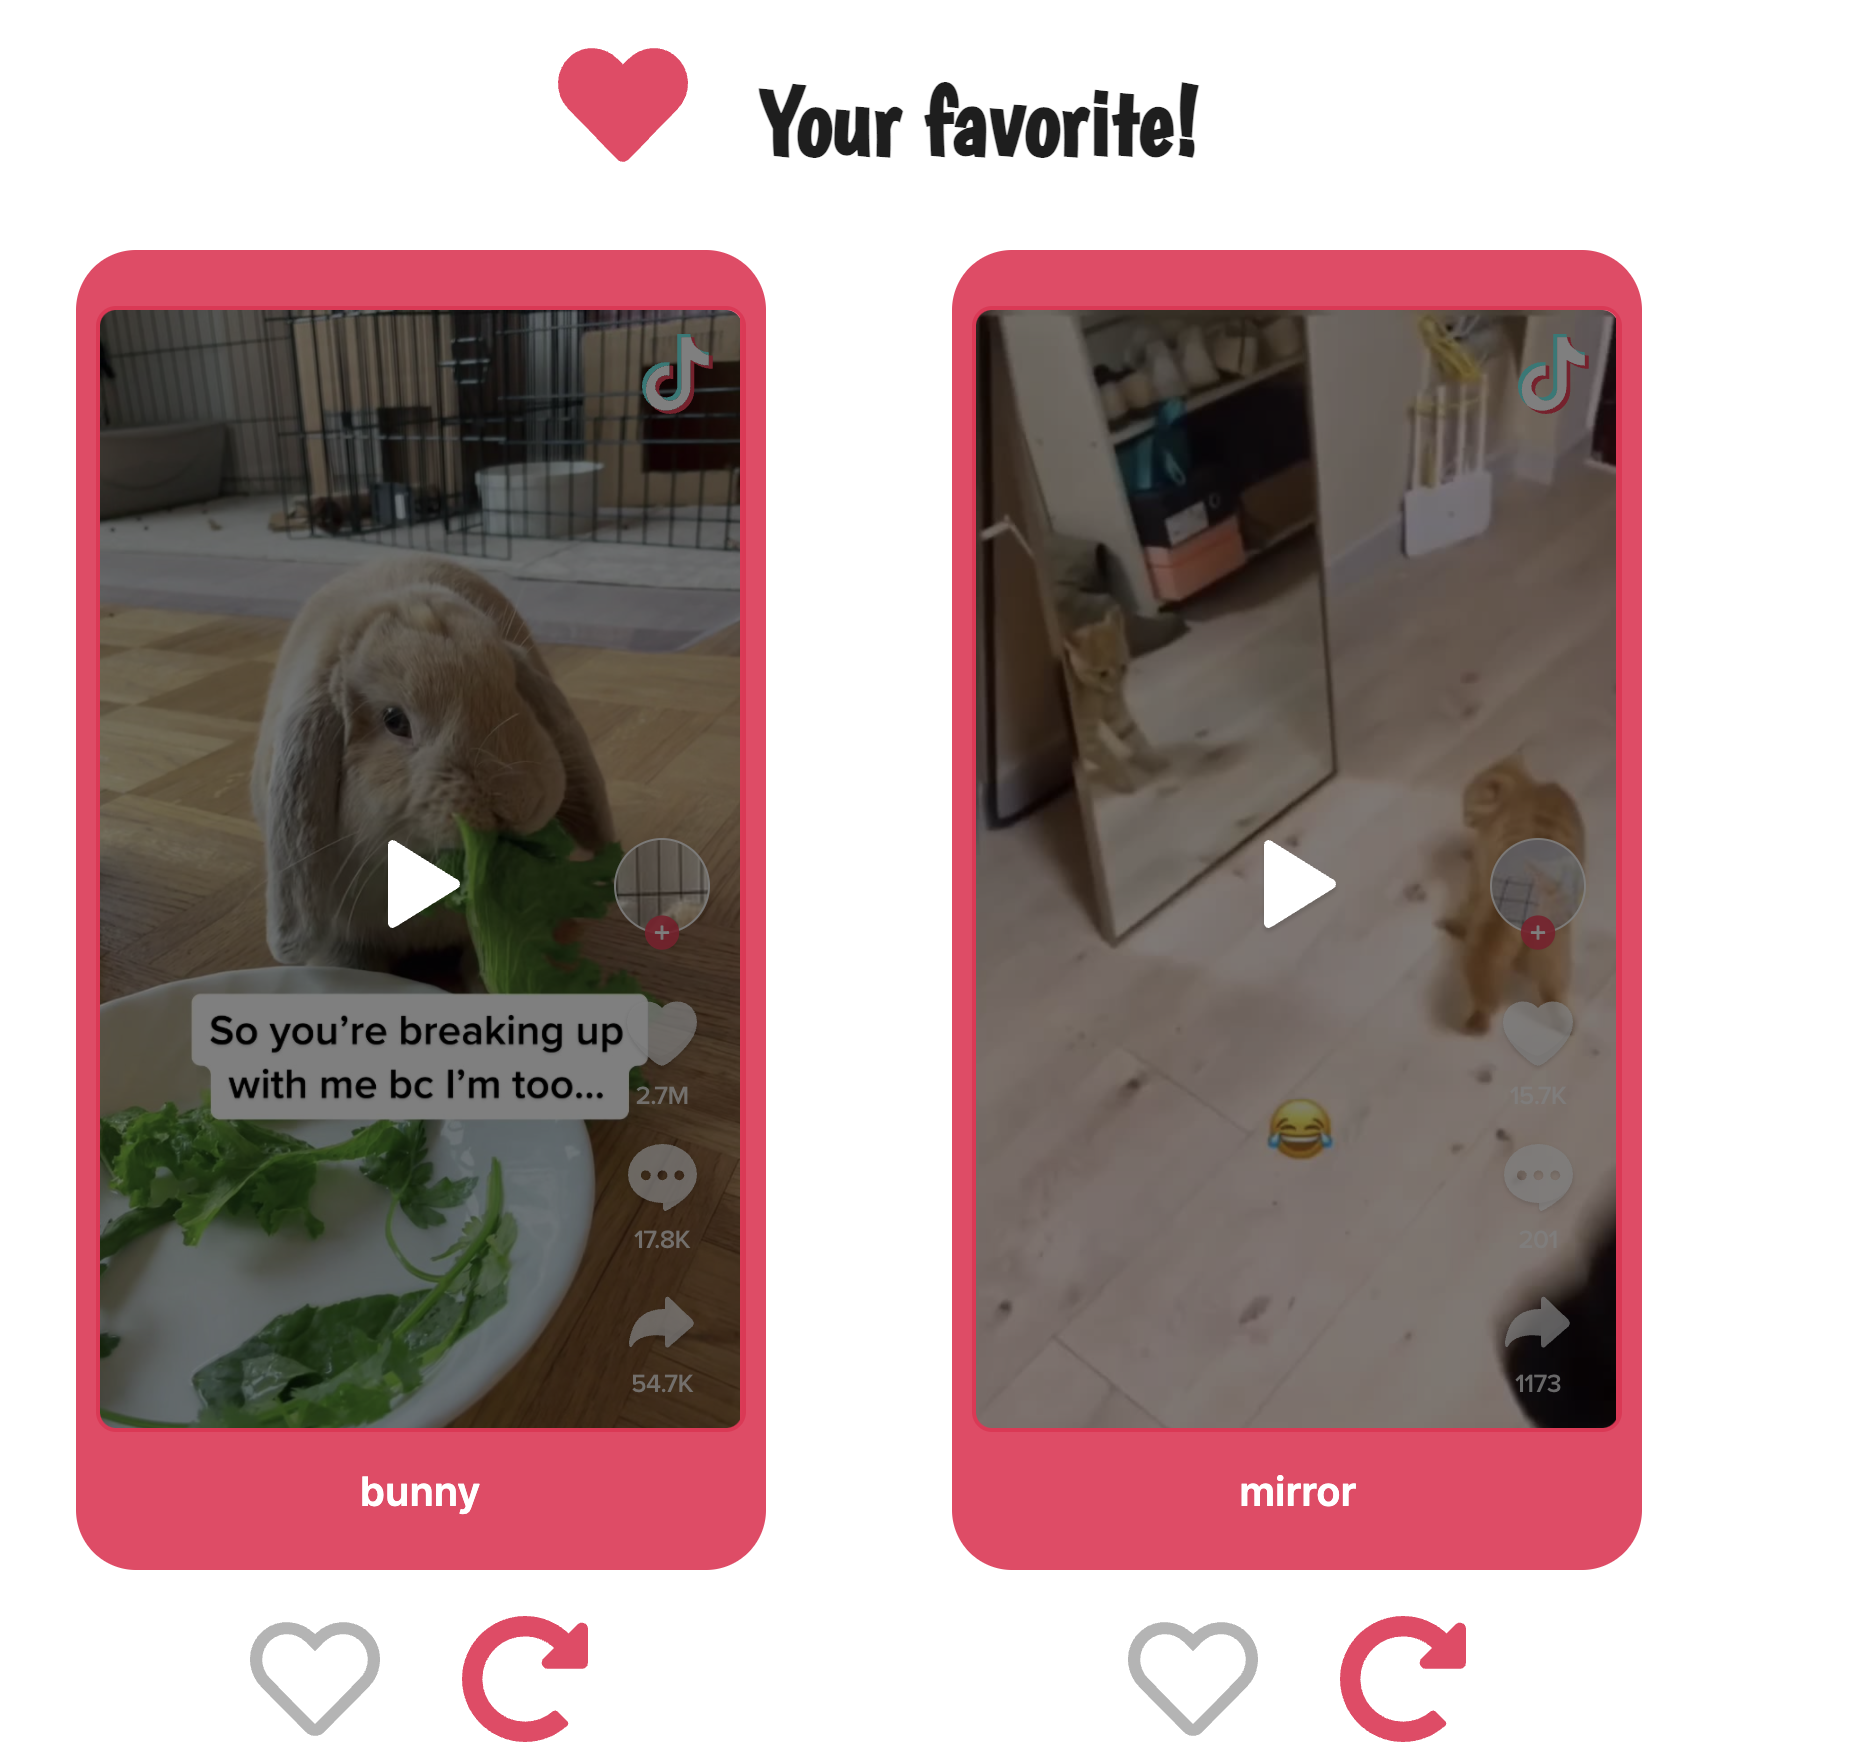 Your favorite!
So you're breaking up
with me bc I'm too...
2.7M
17.8K
54.7K
bunny
15.7K
201
1173
mirror